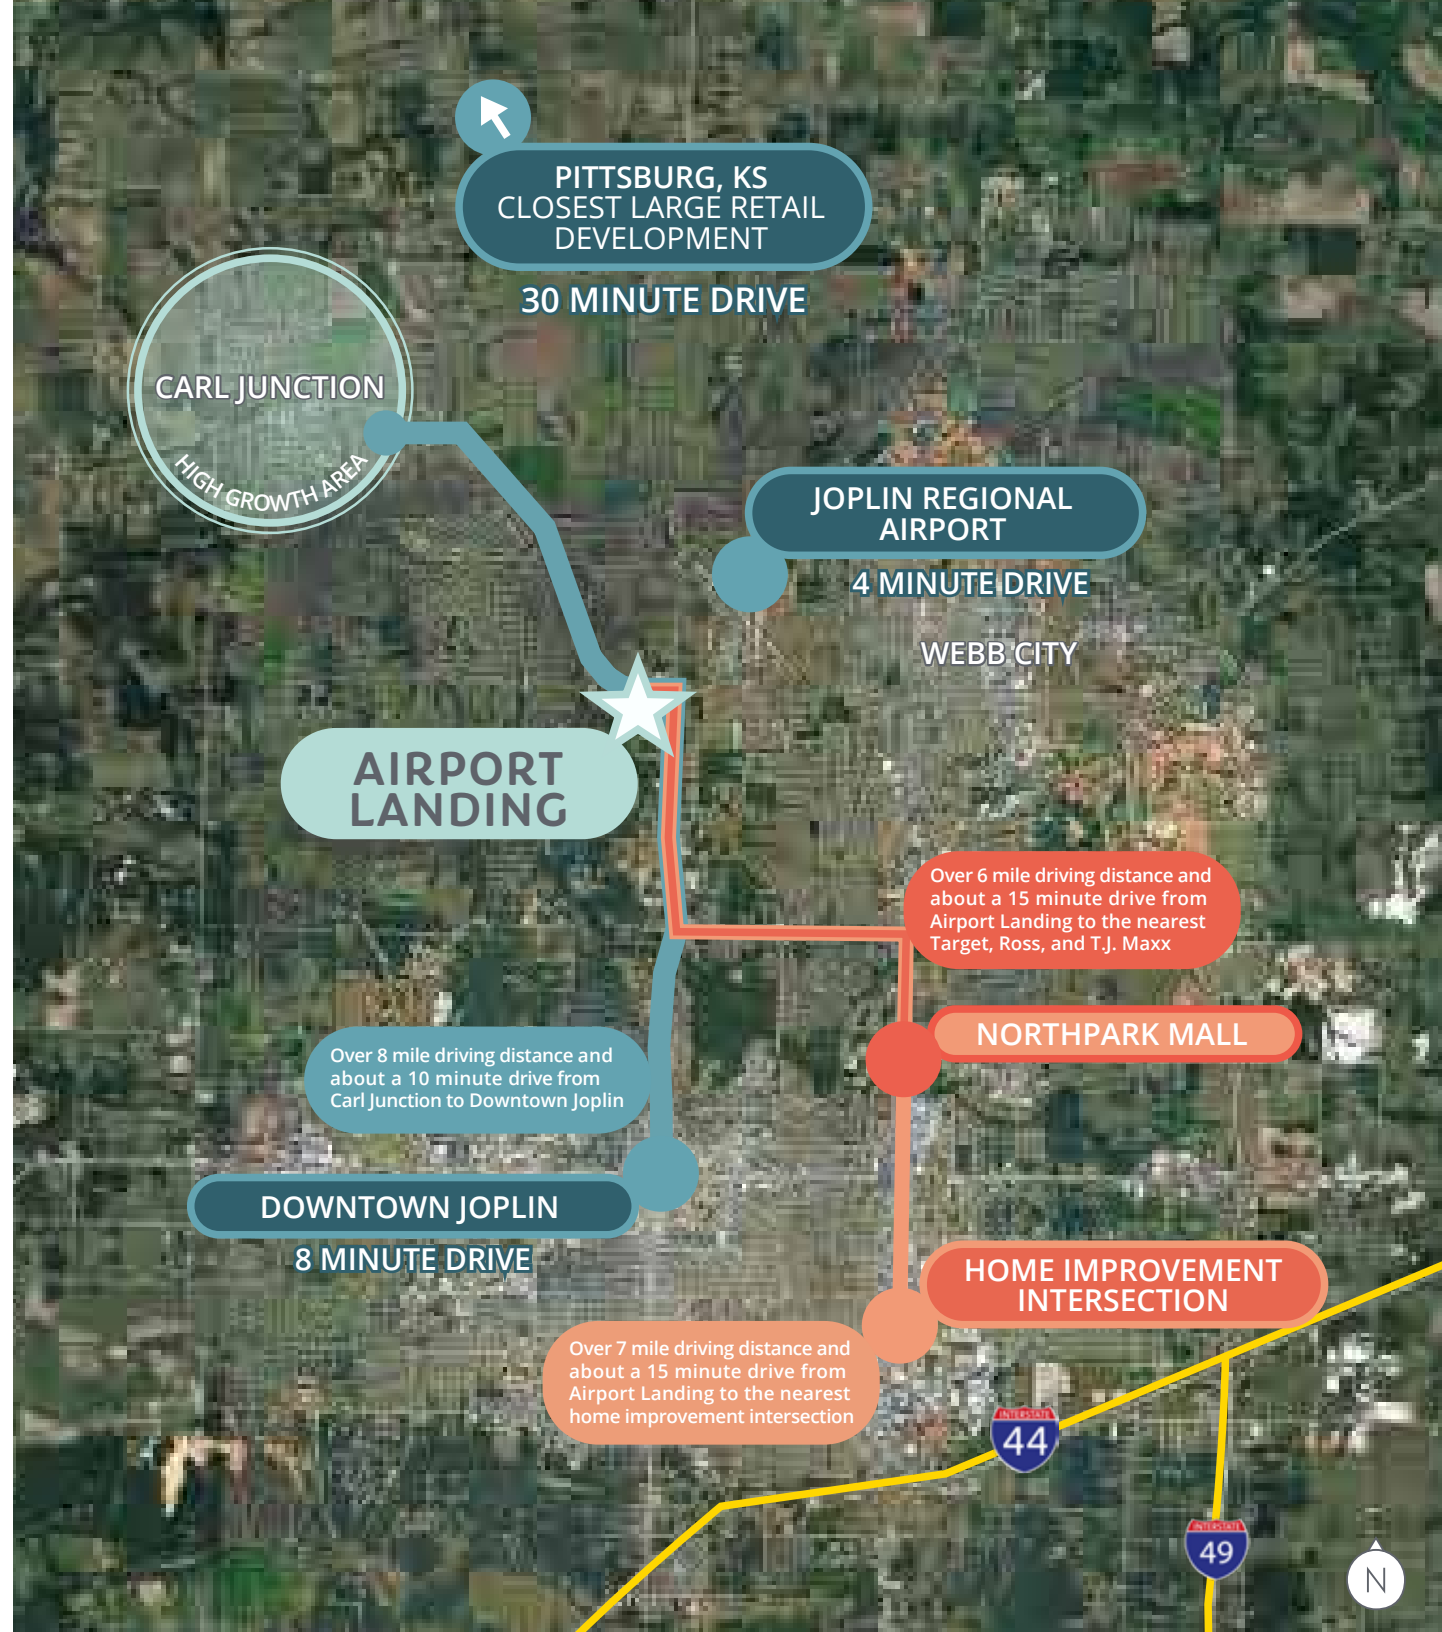 PITTSBURG, KS
CLOSEST LARGE RETAIL
DEVELOPMENT
30 MINUTE DRIVE
CARL JUNCTION
HIGH GROWTH AREA
JOPLIN REGIONAL
AIRPORT
4 MINUTE DRIVE
WEBB CITY
AIRPORT
LANDING
Over 6 mile driving distance and
about a 15 minute drive from
Airport Landing to the nearest
Target, Ross, and T.J. Maxx
NORTHPARK MALL
Over 8 mile driving distance and
about a 10 minute drive from
Carl Junction to Downtown Joplin
DOWNTOWN JOPLIN
8 MINUTE DRIVE
HOME IMPROVEMENT
INTERSECTION
Over 7 mile driving distance and
about a 15 minute drive from
Airport Landing to the nearest
home improvement intersection
INTERSTATE
44
INTERSTATE
49
N